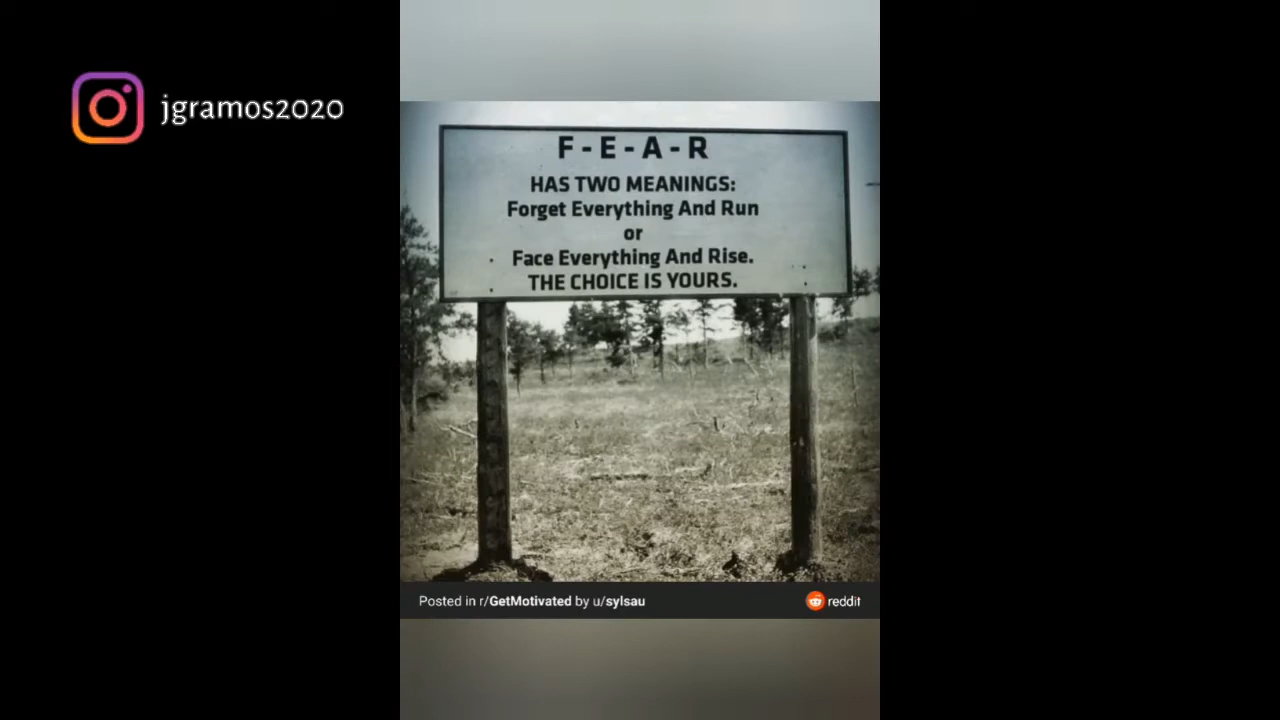 jgramos2020
F-E-A-R
HAS TWO MEANINGS:
Forget Everything And Run
or
Face Everything And Rise.
THE CHOICE IS YOURS.
Posted in r/GetMotivated by u/sylsau
reddit